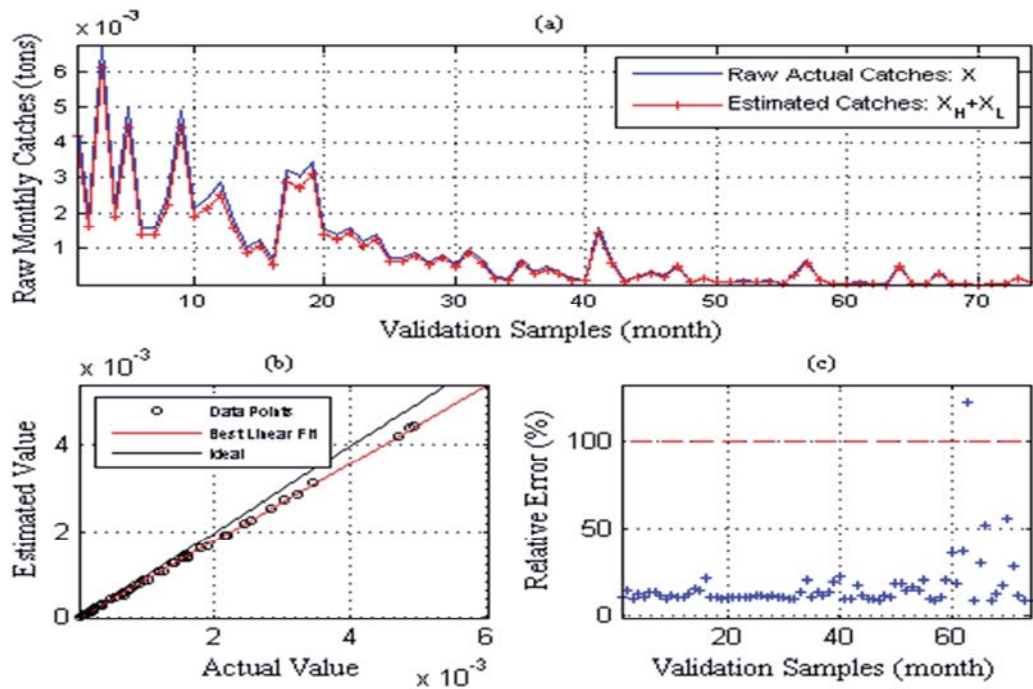 x 10⁻³
(a)
Raw Monthly Catches (tons)
6
5
4
3
2
1
Raw Actual Catches: X
Estimated Catches: X_H+X_L
10
20
30
40
50
60
70
Validation Samples (month)
x 10⁻³
(b)
Estimated Value
4
2
0
Data Points
Best Linear Fit
Ideal
2
4
6
Actual Value
x 10⁻³
(c)
Relative Error (%)
100
50
0
20
40
60
Validation Samples (month)